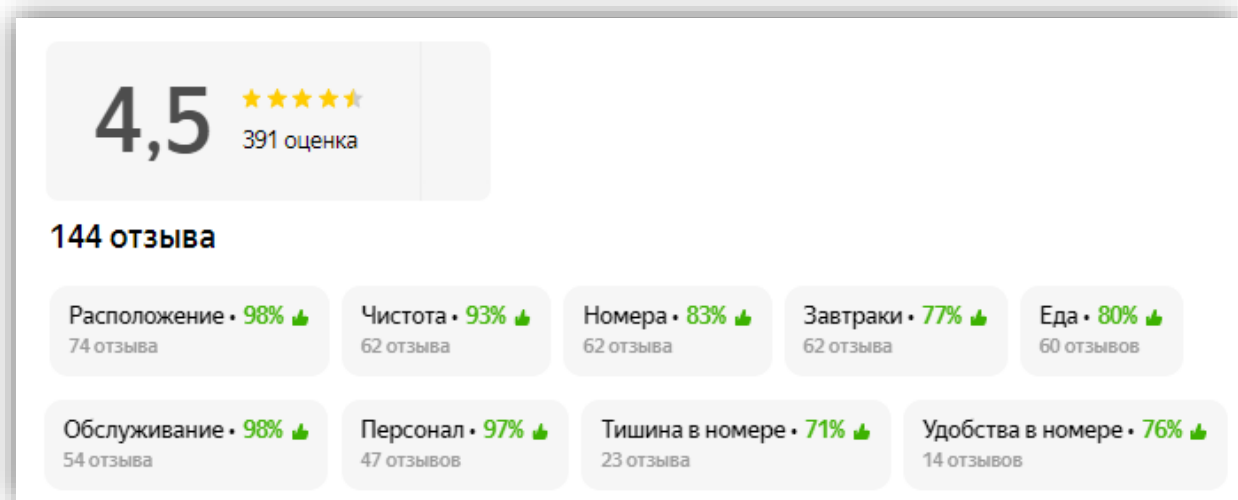 4,5
391 оценка
144 отзыва
Расположение • 98%
74 отзыва
Чистота • 93%
62 отзыва
Номера • 83%
62 отзыва
Завтраки • 77%
62 отзыва
Еда • 80%
60 отзывов
Обслуживание • 98%
54 отзыва
Персонал • 97%
47 отзывов
Тишина в номере • 71%
23 отзыва
Удобства в номере • 76%
14 отзывов